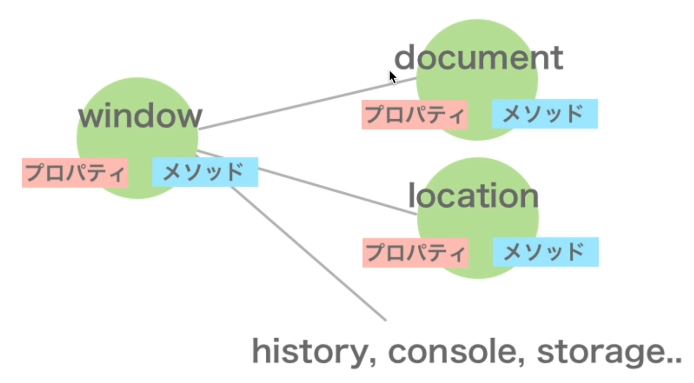 window
プロパティ メソッド
document
プロパティ メソッド
location
プロパティ メソッド
history, console, storage..